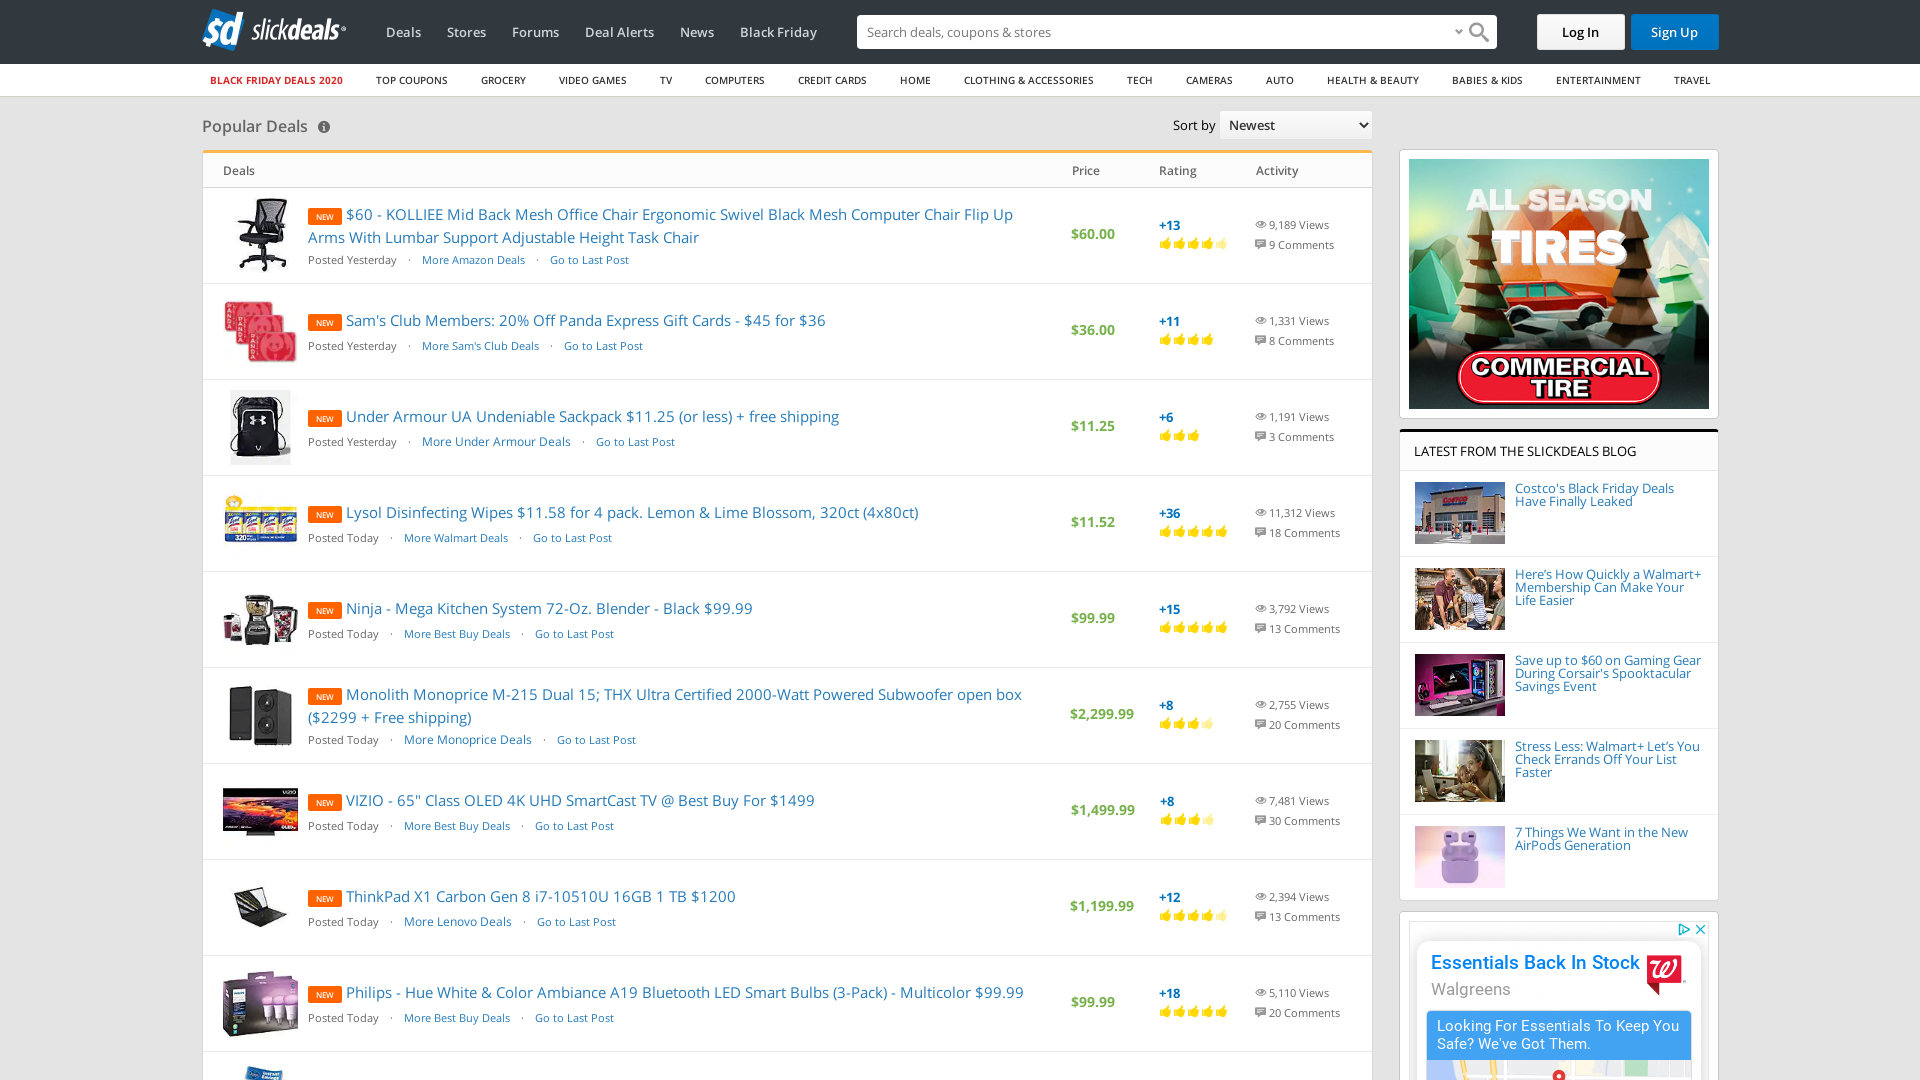 slickdeals
Deals
Stores
Forums
Deal Alerts
News
Black Friday
Search deals, coupons & stores
Log In
Sign Up
BLACK FRIDAY DEALS 2020
TOP COUPONS
GROCERY
VIDEO GAMES
TV
COMPUTERS
CREDIT CARDS
HOME
CLOTHING & ACCESSORIES
TECH
CAMERAS
AUTO
HEALTH & BEAUTY
BABIES & KIDS
ENTERTAINMENT
TRAVEL
Popular Deals
Sort by Newest
Deals Price Rating Activity
NEW $60 - KOLLIEE Mid Back Mesh Office Chair Ergonomic Swivel Black Mesh Computer Chair Flip Up
Arms With Lumbar Support Adjustable Height Task Chair
Posted Yesterday · More Amazon Deals · Go to Last Post
$60.00
+13
9,189 Views
9 Comments
NEW Sam's Club Members: 20% Off Panda Express Gift Cards - $45 for $36
Posted Yesterday · More Sam's Club Deals · Go to Last Post
$36.00
+11
1,331 Views
8 Comments
NEW Under Armour UA Undeniable Sackpack $11.25 (or less) + free shipping
Posted Yesterday · More Under Armour Deals · Go to Last Post
$11.25
+6
1,191 Views
3 Comments
NEW Lysol Disinfecting Wipes $11.58 for 4 pack. Lemon & Lime Blossom, 320ct (4x80ct)
Posted Today · More Walmart Deals · Go to Last Post
$11.52
+36
11,312 Views
18 Comments
NEW Ninja - Mega Kitchen System 72-Oz. Blender - Black $99.99
Posted Today · More Best Buy Deals · Go to Last Post
$99.99
+15
3,792 Views
13 Comments
NEW Monolith Monoprice M-215 Dual 15; THX Ultra Certified 2000-Watt Powered Subwoofer open box
($2299 + Free shipping)
Posted Today · More Monoprice Deals · Go to Last Post
$2,299.99
+8
2,755 Views
20 Comments
NEW VIZIO - 65" Class OLED 4K UHD SmartCast TV @ Best Buy For $1499
Posted Today · More Best Buy Deals · Go to Last Post
$1,499.99
+8
7,481 Views
30 Comments
NEW ThinkPad X1 Carbon Gen 8 i7-10510U 16GB 1 TB $1200
Posted Today · More Lenovo Deals · Go to Last Post
$1,199.99
+12
2,394 Views
13 Comments
NEW Philips - Hue White & Color Ambiance A19 Bluetooth LED Smart Bulbs (3-Pack) - Multicolor $99.99
Posted Today · More Best Buy Deals · Go to Last Post
$99.99
+18
5,110 Views
20 Comments
ALL SEASON
TIRES
COMMERCIAL
TIRE
LATEST FROM THE SLICKDEALS BLOG
Costco's Black Friday Deals
Have Finally Leaked
Here's How Quickly a Walmart+
Membership Can Make Your
Life Easier
Save up to $60 on Gaming Gear
During Corsair's Spooktacular
Savings Event
Stress Less: Walmart+ Let's You
Check Errands Off Your List
Faster
7 Things We Want in the New
AirPods Generation
Essentials Back In Stock
Walgreens
Looking For Essentials To Keep You
Safe? We've Got Them.